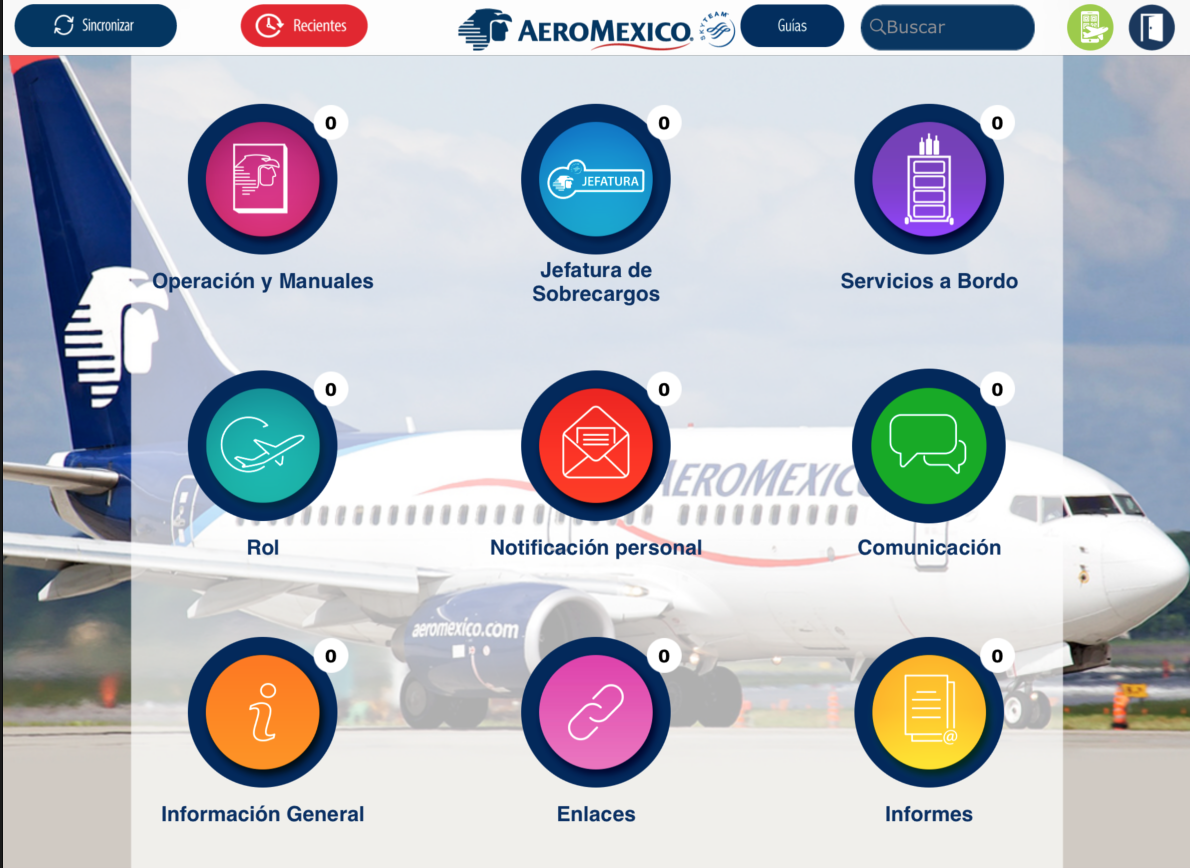 Sincronizar
Recientes
AEROMEXICO.
SKYTEAM
Guías
Buscar
0
0
0
JEFATURA
Operación y Manuales
Jefatura de
Sobrecargos
Servicios a Bordo
0
0
0
AEROMEXICO
Rol
Notificación personal
Comunicación
aeromexico.com
0
0
0
@
Información General
Enlaces
Informes